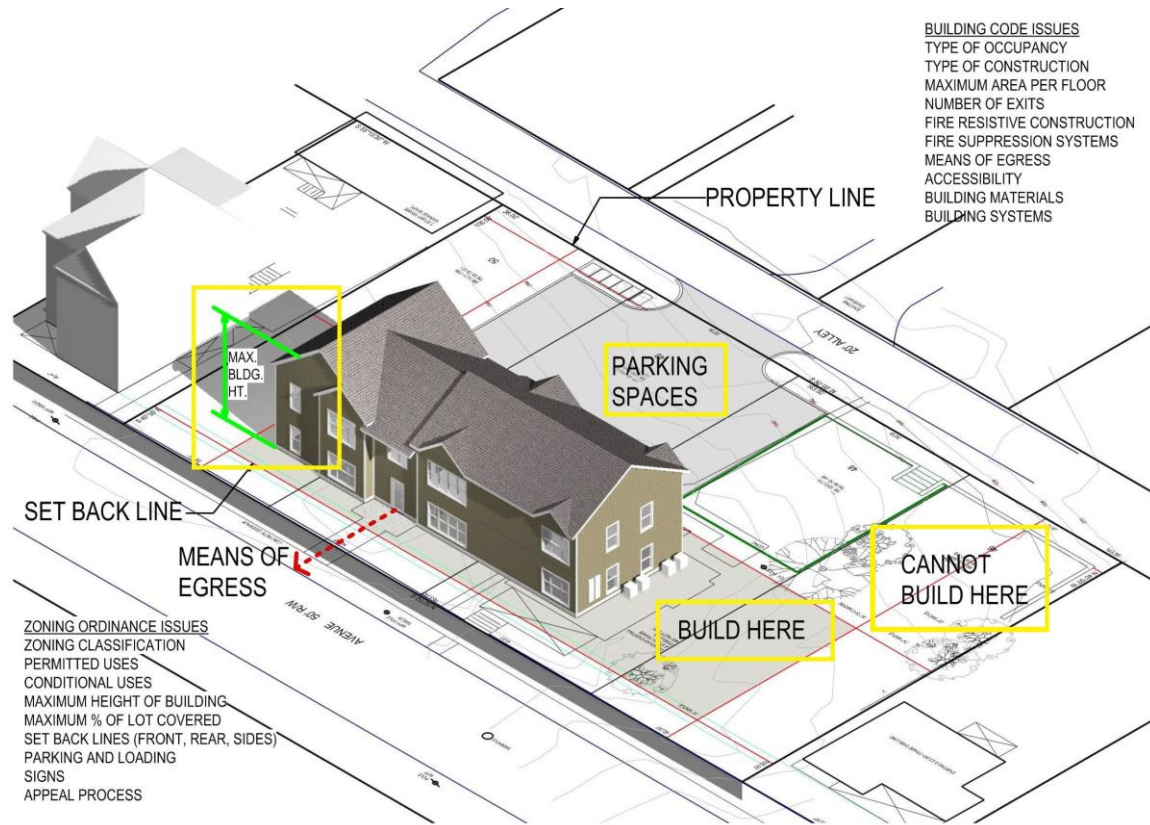 BUILDING CODE ISSUES
TYPE OF OCCUPANCY
TYPE OF CONSTRUCTION
MAXIMUM AREA PER FLOOR
NUMBER OF EXITS
FIRE RESISTIVE CONSTRUCTION
FIRE SUPPRESSION SYSTEMS
MEANS OF EGRESS
ACCESSIBILITY
BUILDING MATERIALS
BUILDING SYSTEMS
PROPERTY LINE
20' ALLEY
MAX.
BLDG.
HT.
PARKING
SPACES
SET BACK LINE
MEANS OF
EGRESS
CANNOT
BUILD HERE
BUILD HERE
AVENUE 50' R/W
ZONING ORDINANCE ISSUES
ZONING CLASSIFICATION
PERMITTED USES
CONDITIONAL USES
MAXIMUM HEIGHT OF BUILDING
MAXIMUM % OF LOT COVERED
SET BACK LINES (FRONT, REAR, SIDES)
PARKING AND LOADING
SIGNS
APPEAL PROCESS